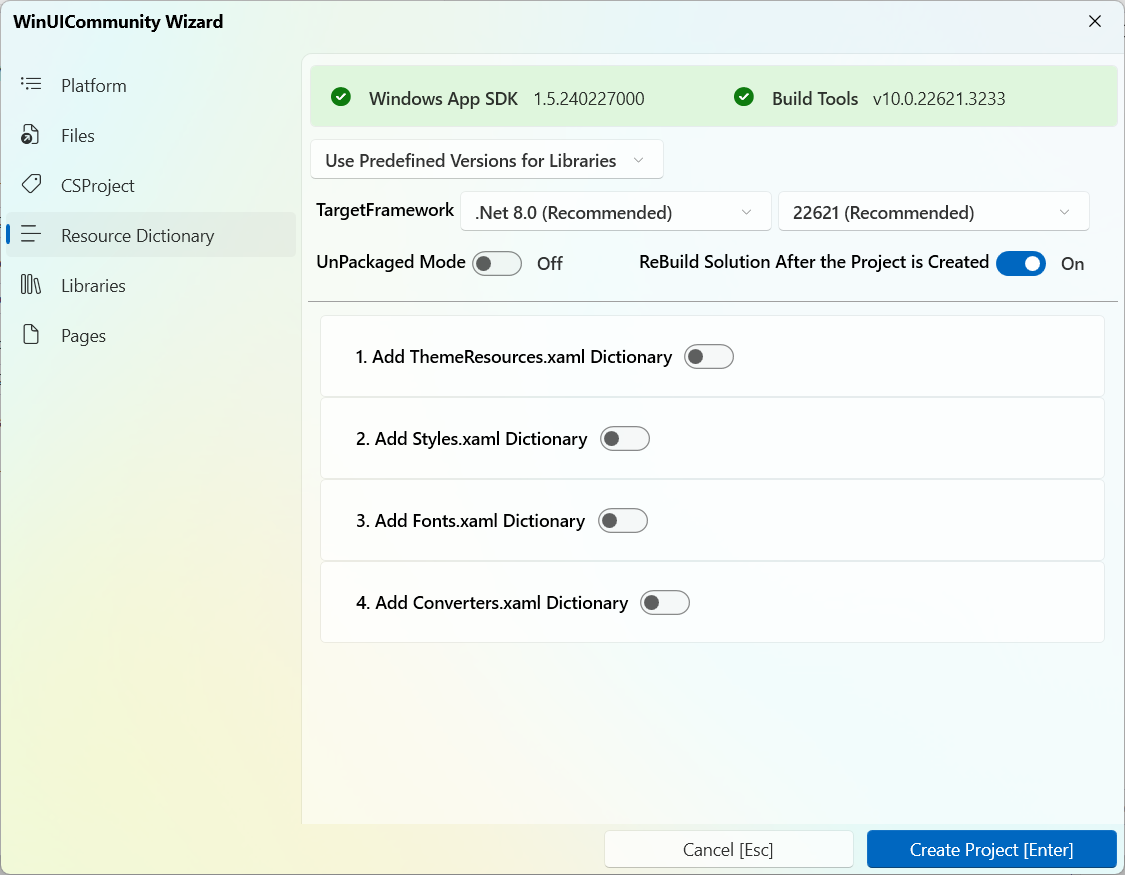 WinUICommunity Wizard
Platform
Files
CSProject
Resource Dictionary
Libraries
Pages
Windows App SDK 1.5.240227000 Build Tools v10.0.22621.3233
Use Predefined Versions for Libraries
TargetFramework .Net 8.0 (Recommended) 22621 (Recommended)
UnPackaged Mode Off ReBuild Solution After the Project is Created On
1. Add ThemeResources.xaml Dictionary
2. Add Styles.xaml Dictionary
3. Add Fonts.xaml Dictionary
4. Add Converters.xaml Dictionary
Cancel [Esc] Create Project [Enter]